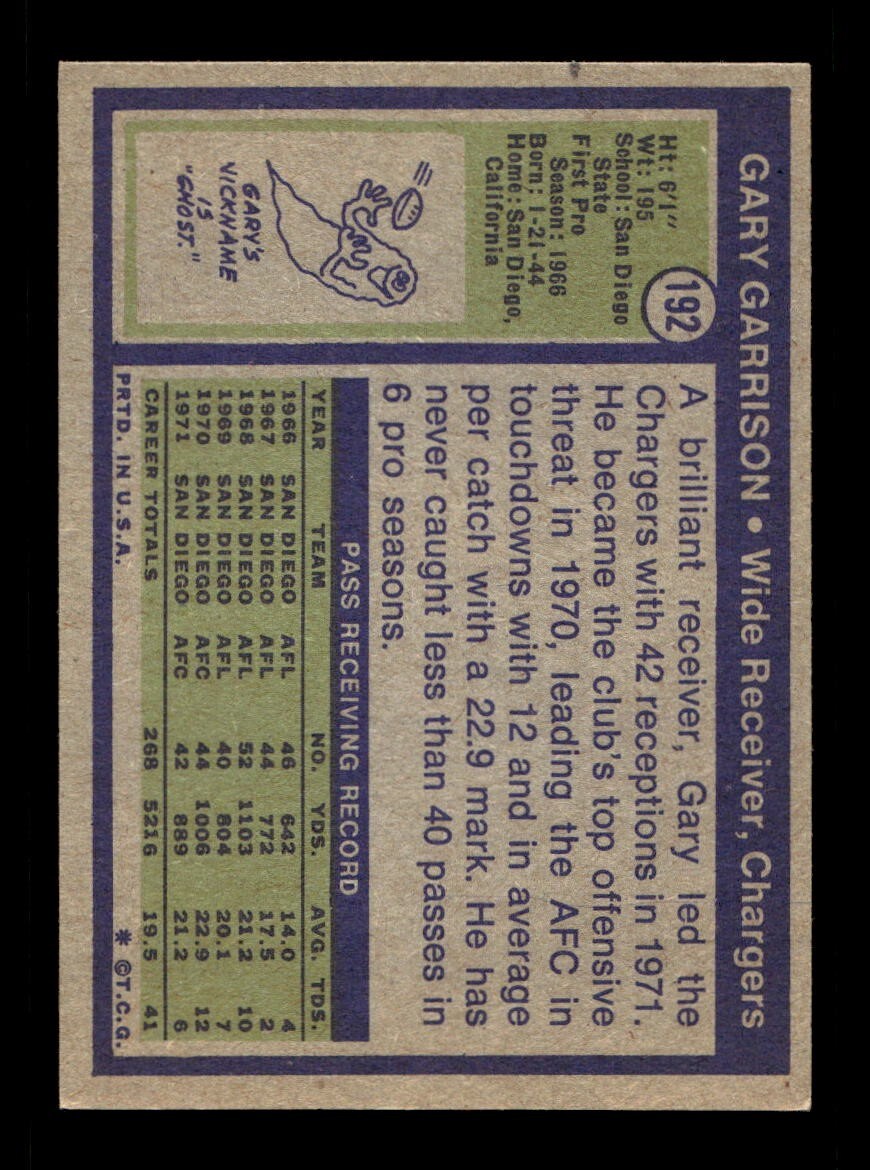 GARY GARRISON • Wide Receiver, Chargers
192
Ht: 6'1"
Wt: 195
School: San Diego
State
First Pro
Season: 1966
Born: 1-21-44
Home: San Diego,
California
GARY'S
NICKNAME
IS
"GHOST."
A brilliant receiver, Gary led the
Chargers with 42 receptions in 1971.
He became the club's top offensive
threat in 1970, leading the AFC in
touchdowns with 12 and in average
per catch with a 22.9 mark. He has
never caught less than 40 passes in
6 pro seasons.
PASS RECEIVING RECORD
YEAR TEAM NO. YDS. AVG. TDS.
1966 SAN DIEGO AFL 46 642 14.0 4
1967 SAN DIEGO AFL 44 772 17.5 2
1968 SAN DIEGO AFL 52 1103 21.2 10
1969 SAN DIEGO AFL 40 804 20.1 7
1970 SAN DIEGO AFC 44 1006 22.9 12
1971 SAN DIEGO AFC 42 889 21.2 6
CAREER TOTALS 268 5216 19.5 41
PRTD. IN U.S.A. * ©T.C.G.